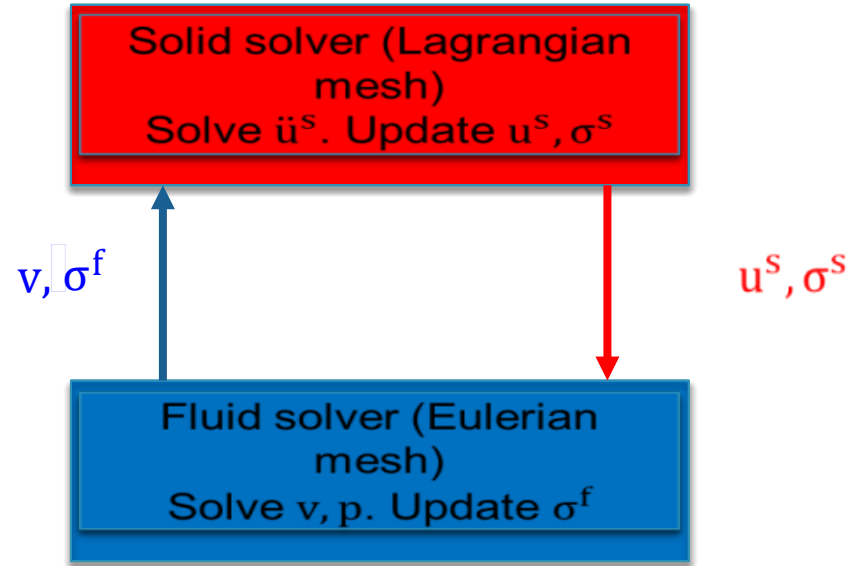 Solid solver (Lagrangian
mesh)
Solve üˢ. Update uˢ, σˢ
v, σᶠ
uˢ, σˢ
Fluid solver (Eulerian
mesh)
Solve v, p. Update σᶠ